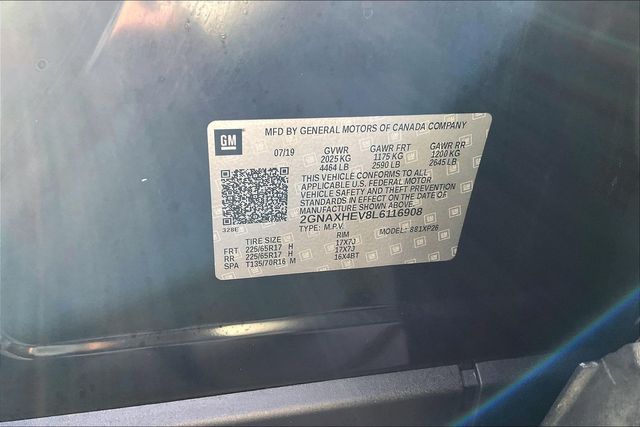 GM
MFD BY GENERAL MOTORS OF CANADA COMPANY
07/19 GVWR GAWR FRT GAWR RR
2025 KG 1175 KG 1200 KG
4464 LB 2590 LB 2645 LB
THIS VEHICLE CONFORMS TO ALL
APPLICABLE U.S. FEDERAL MOTOR
VEHICLE SAFETY AND THEFT PREVENTION
STANDARDS IN EFFECT ON THE DATE OF
MANUFACTURE SHOWN ABOVE.
2GNAXHEV8L6116908
328E
TYPE: M.P.V. MODEL: 881XP26
TIRE SIZE RIM
FRT 225/65R17 H 17X7J
RR 225/65R17 H 17X7J
SPA T135/70R16 M 16X4BT